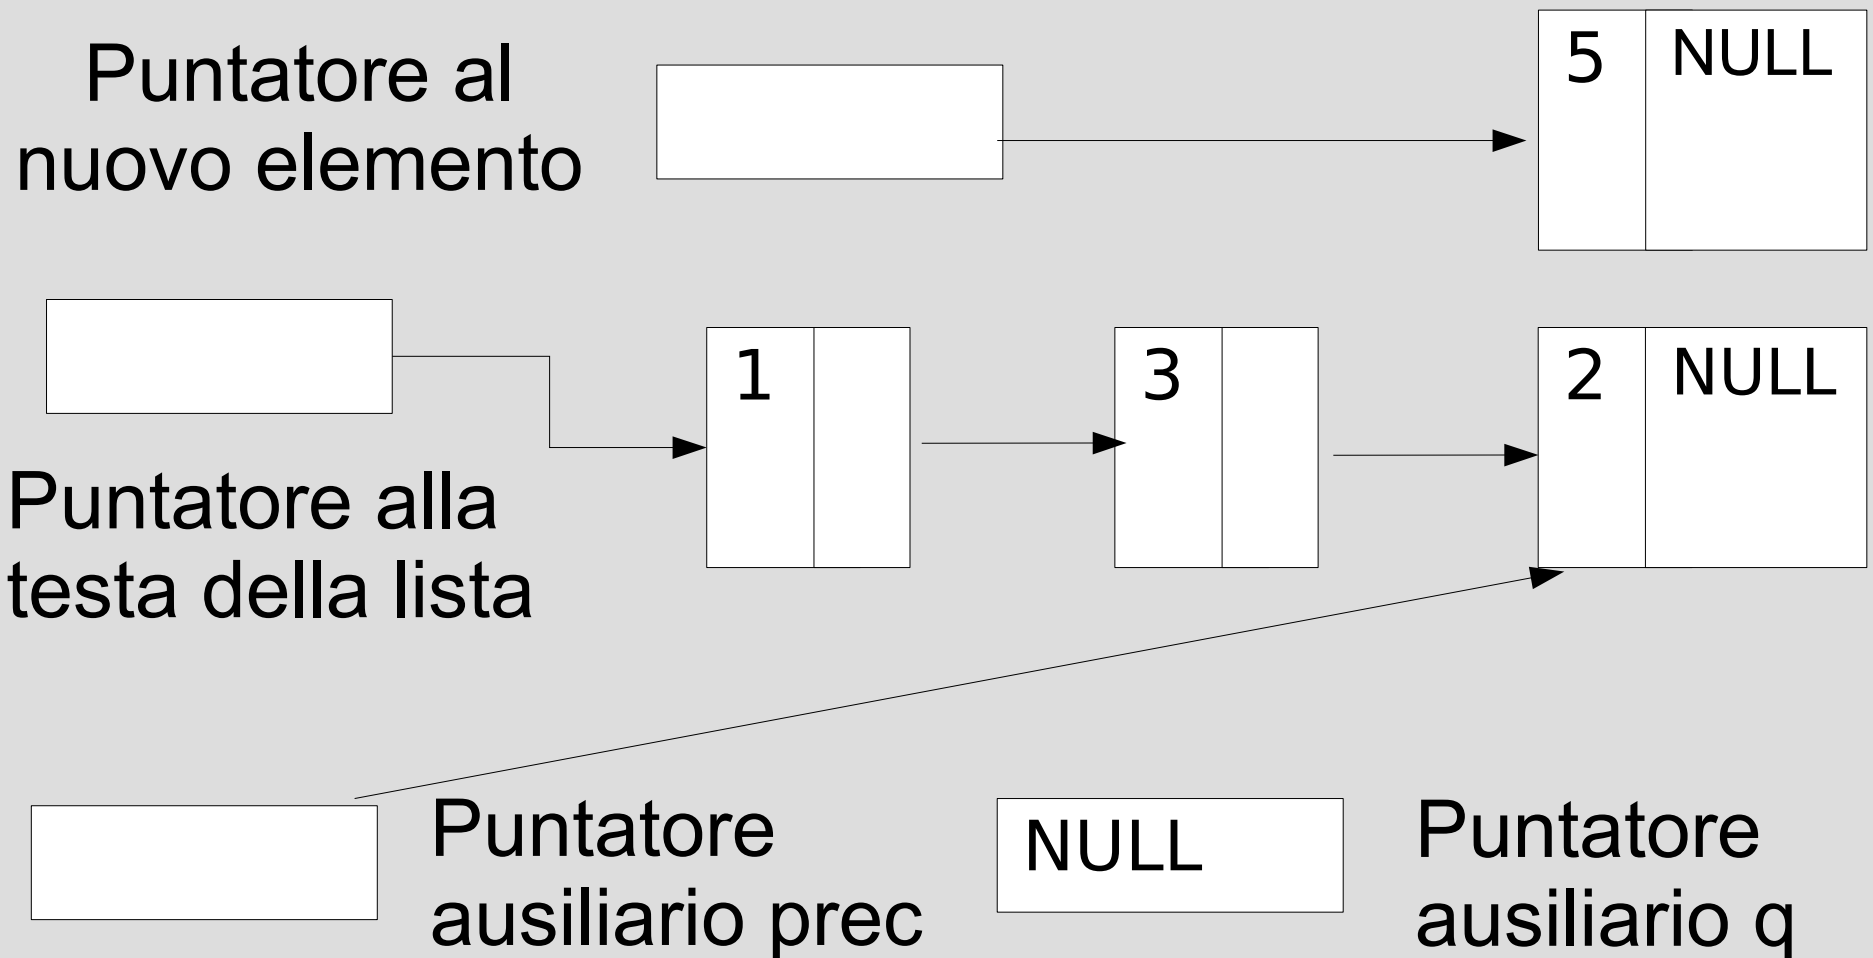 Puntatore al
nuovo elemento
5 NULL
1 3 2 NULL
Puntatore alla
testa della lista
Puntatore
ausiliario prec
NULL
Puntatore
ausiliario q